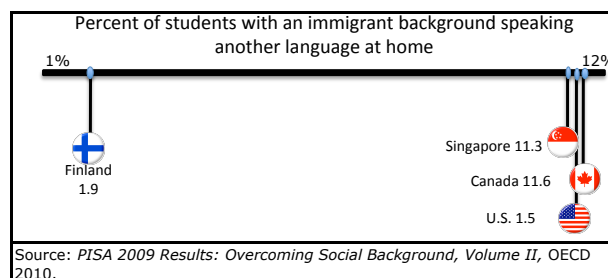 Percent of students with an immigrant background speaking
another language at home
1%
12%
Singapore 11.3
Finland
1.9
Canada 11.6
U.S. 1.5
Source: PISA 2009 Results: Overcoming Social Background, Volume II, OECD
2010.